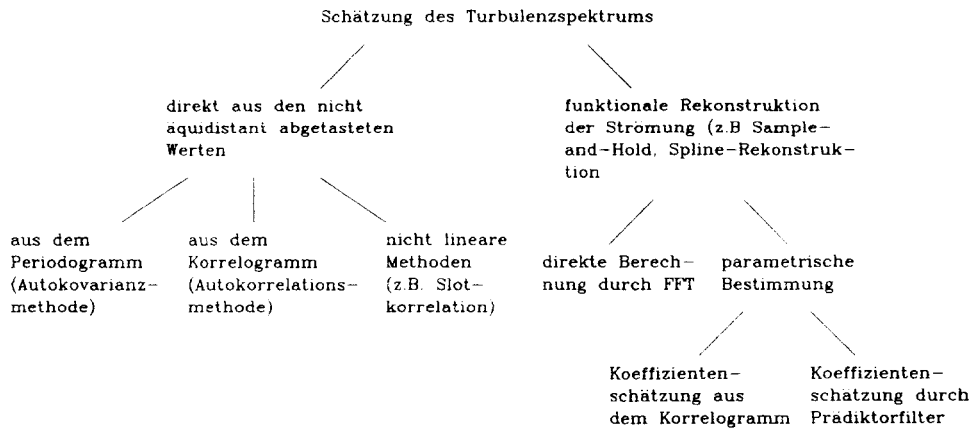 Schätzung des Turbulenzspektrums
direkt aus den nicht
äquidistant abgetasteten
Werten
funktionale Rekonstruktion
der Strömung (z.B Sample-
and-Hold, Spline-Rekonstruk-
tion
aus dem
Periodogramm
(Autokovarianz-
methode)
aus dem
Korrelogramm
(Autokorrelations-
methode)
nicht lineare
Methoden
(z.B. Slot-
korrelation)
direkte Berech-
nung durch FFT
parametrische
Bestimmung
Koeffizienten-
schätzung aus
dem Korrelogramm
Koeffizienten-
schätzung durch
Prädiktorfilter